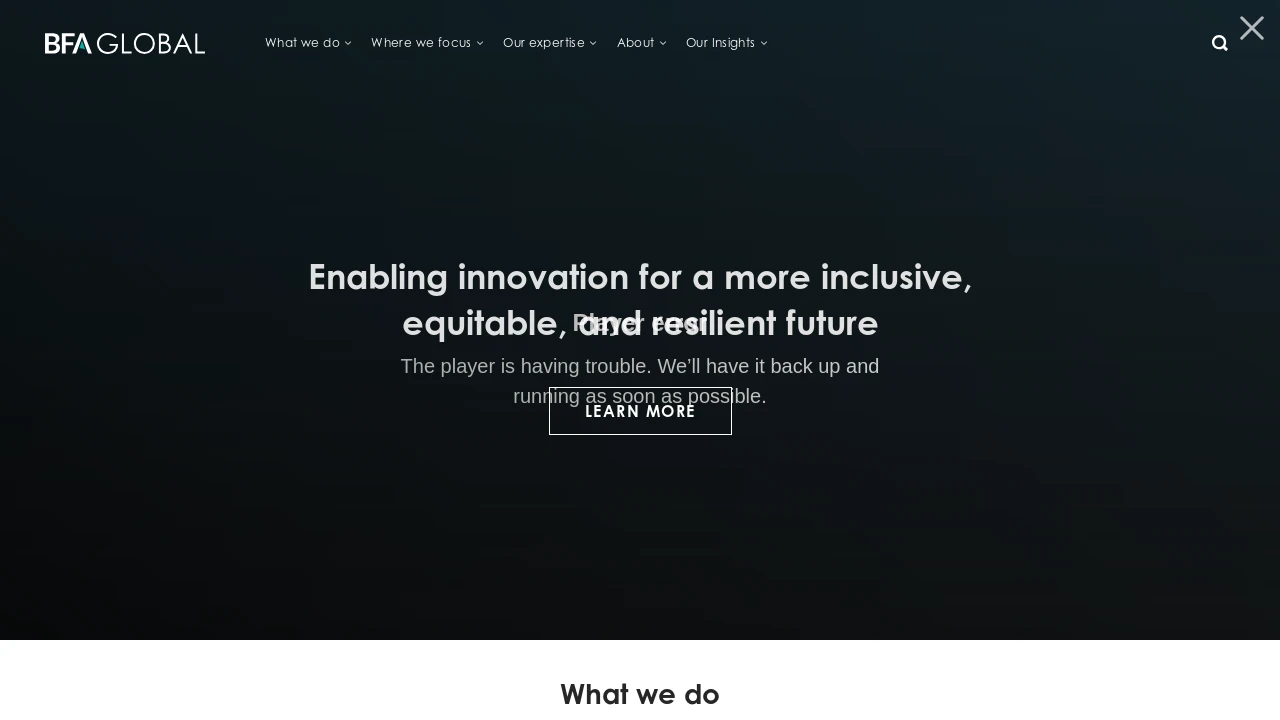 BFA GLOBAL
What we do
Where we focus
Our expertise
About
Our Insights
Enabling innovation for a more inclusive,
equitable, and resilient future
Player error
The player is having trouble. We’ll have it back up and
running as soon as possible.
LEARN MORE
What we do